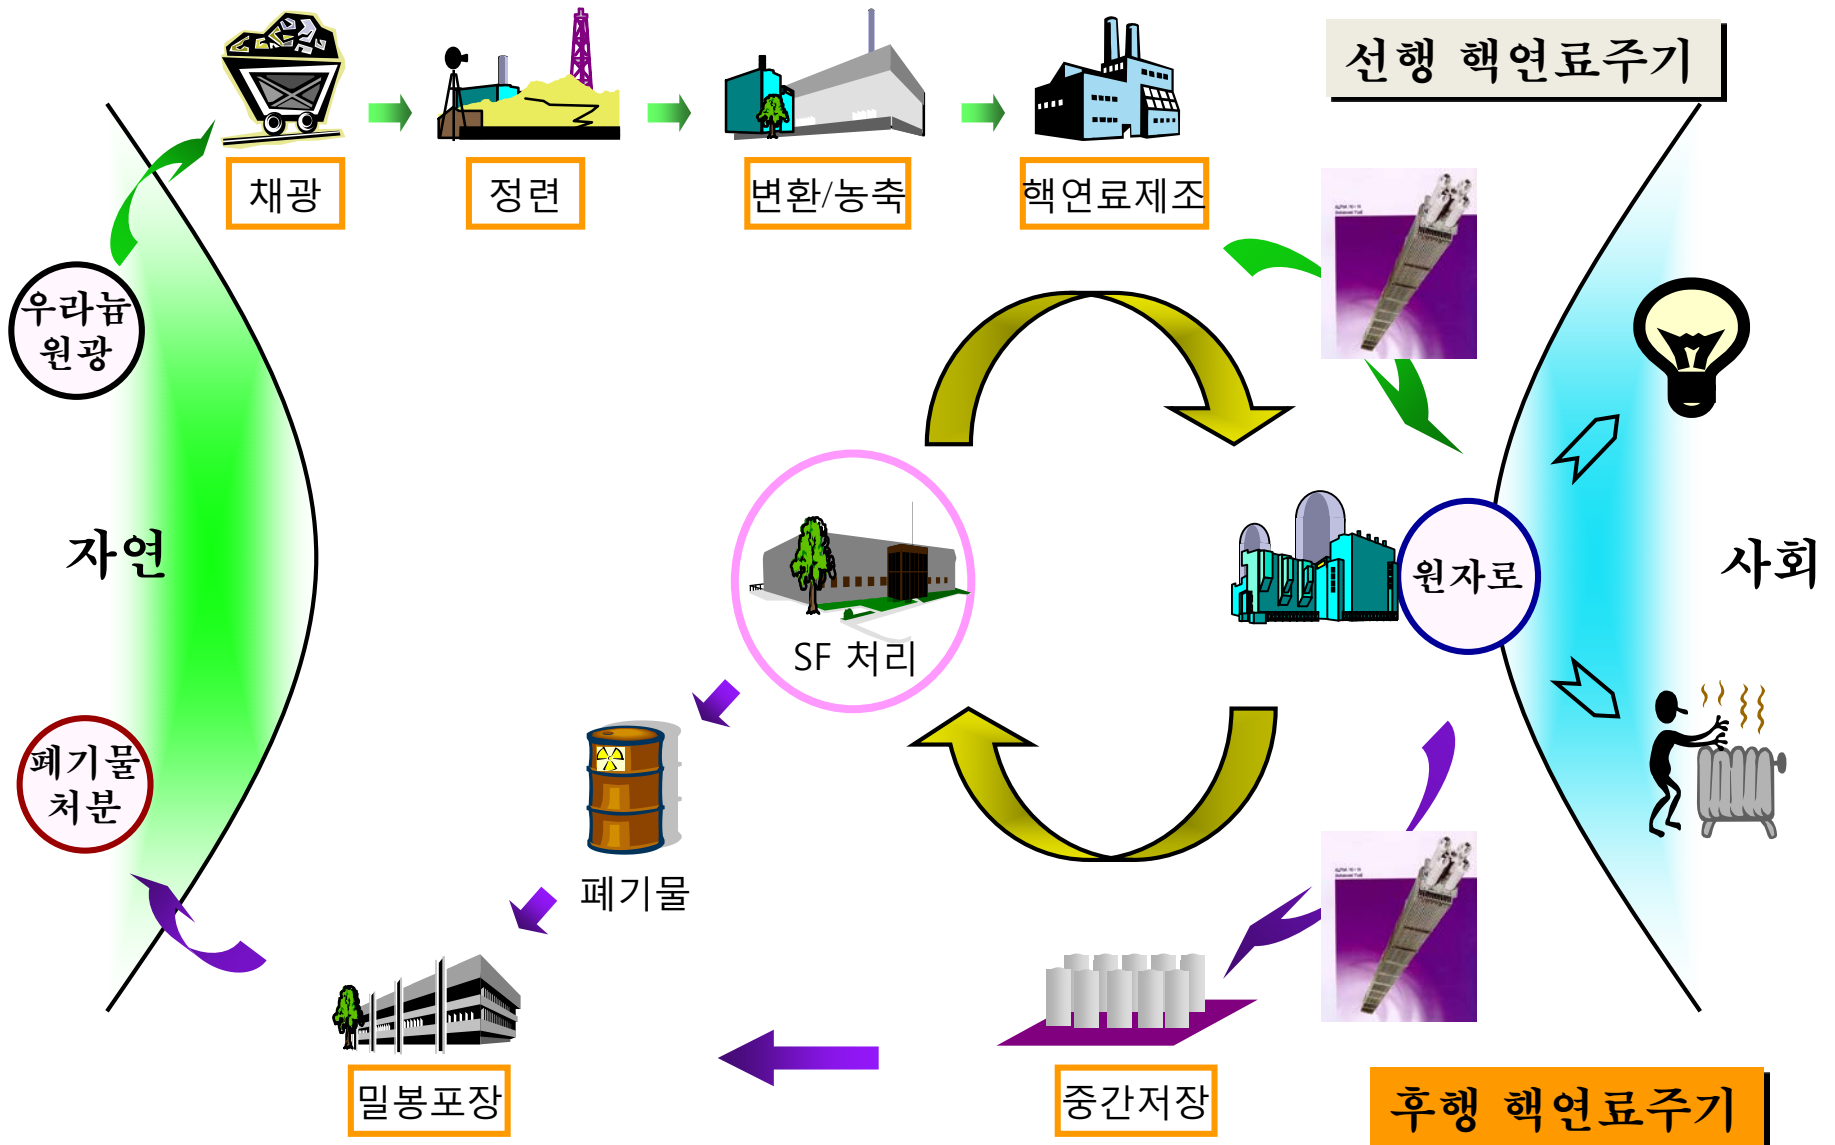 선행 핵연료주기
채광
정련
변환/농축
핵연료제조
우라늄
원광
자연
SF 처리
원자로
사회
폐기물
처분
폐기물
밀봉포장
중간저장
후행 핵연료주기